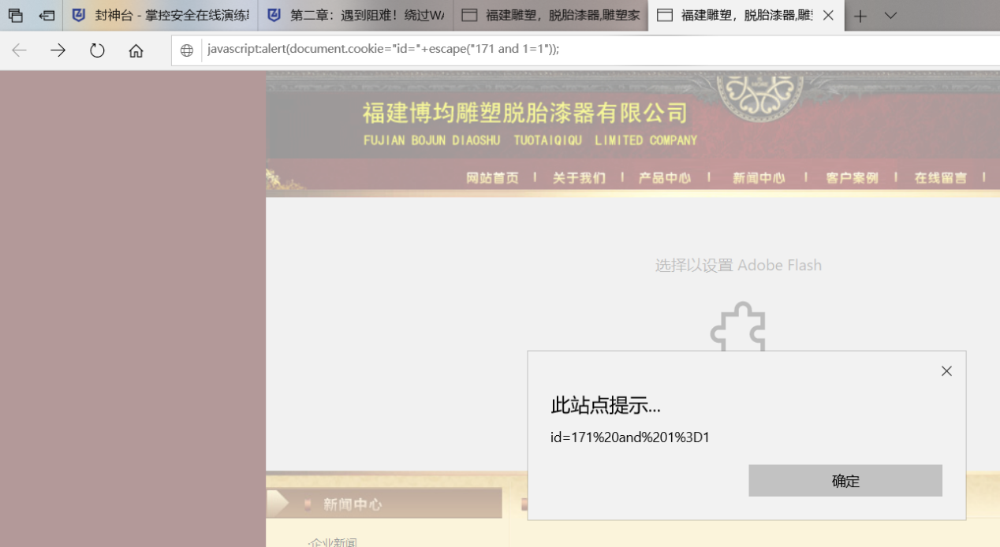 封神台 - 掌控安全在线演练
第二章：遇到阻难！绕过WA
福建雕塑，脱胎漆器,雕塑家
福建雕塑，脱胎漆器,雕
javascript:alert(document.cookie="id="+escape("171 and 1=1"));
福建博均雕塑脱胎漆器有限公司
FUJIAN BOJUN DIAOSHU TUOTAIQIQU LIMITED COMPANY
网站首页 | 关于我们 | 产品中心 | 新闻中心 | 客户案例 | 在线留言 |
选择以设置 Adobe Flash
此站点提示...
id=171%20and%201%3D1
确定
新闻中心
·企业新闻